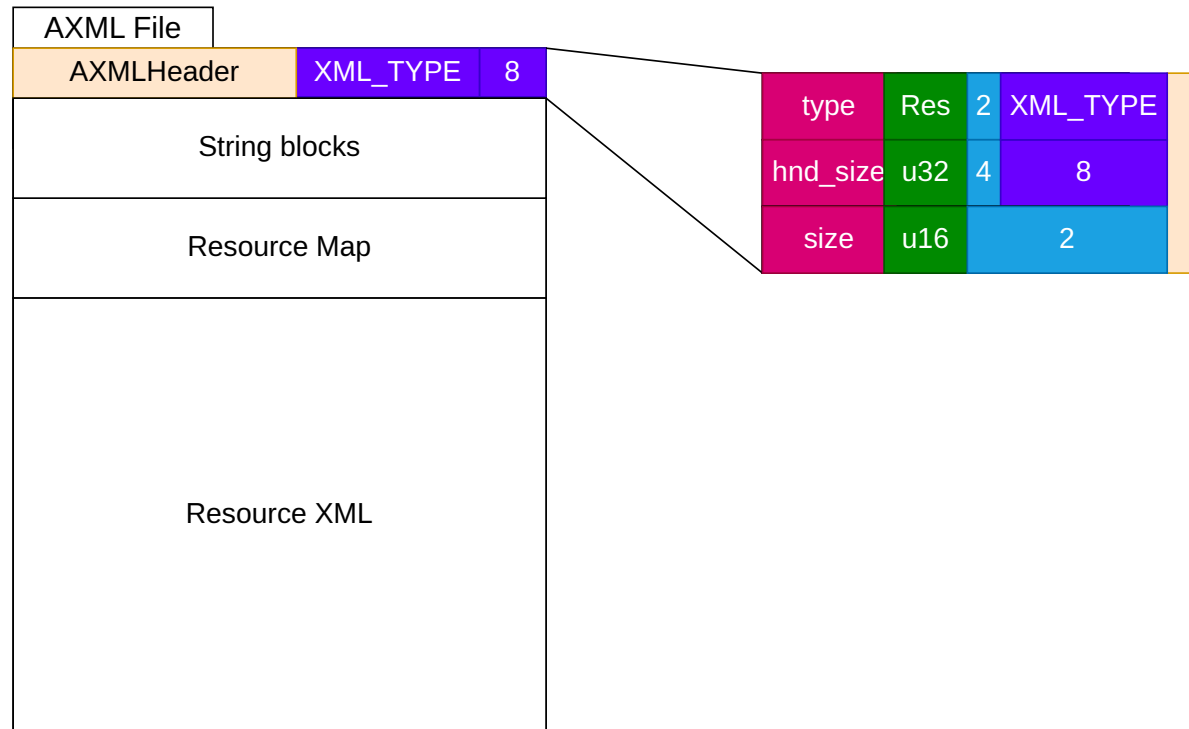 AXML File
AXMLHeader XML_TYPE 8
String blocks
Resource Map
Resource XML
type Res 2 XML_TYPE
hnd_size u32 4 8
size u16 2